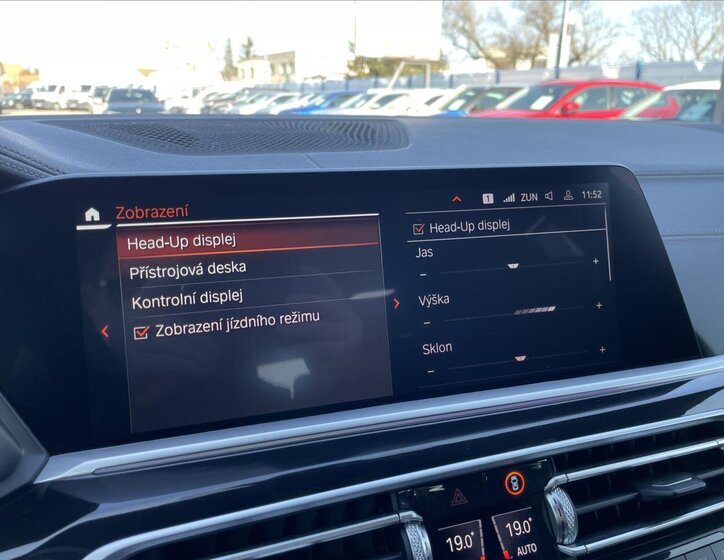 Zobrazení
1 ZUN 11:52
Head-Up displej
Přístrojová deska
Kontrolní displej
Zobrazení jízdního režimu
Head-Up displej
Jas
− +
Výška
− +
Sklon
− +
19.0°
19.0°
AUTO